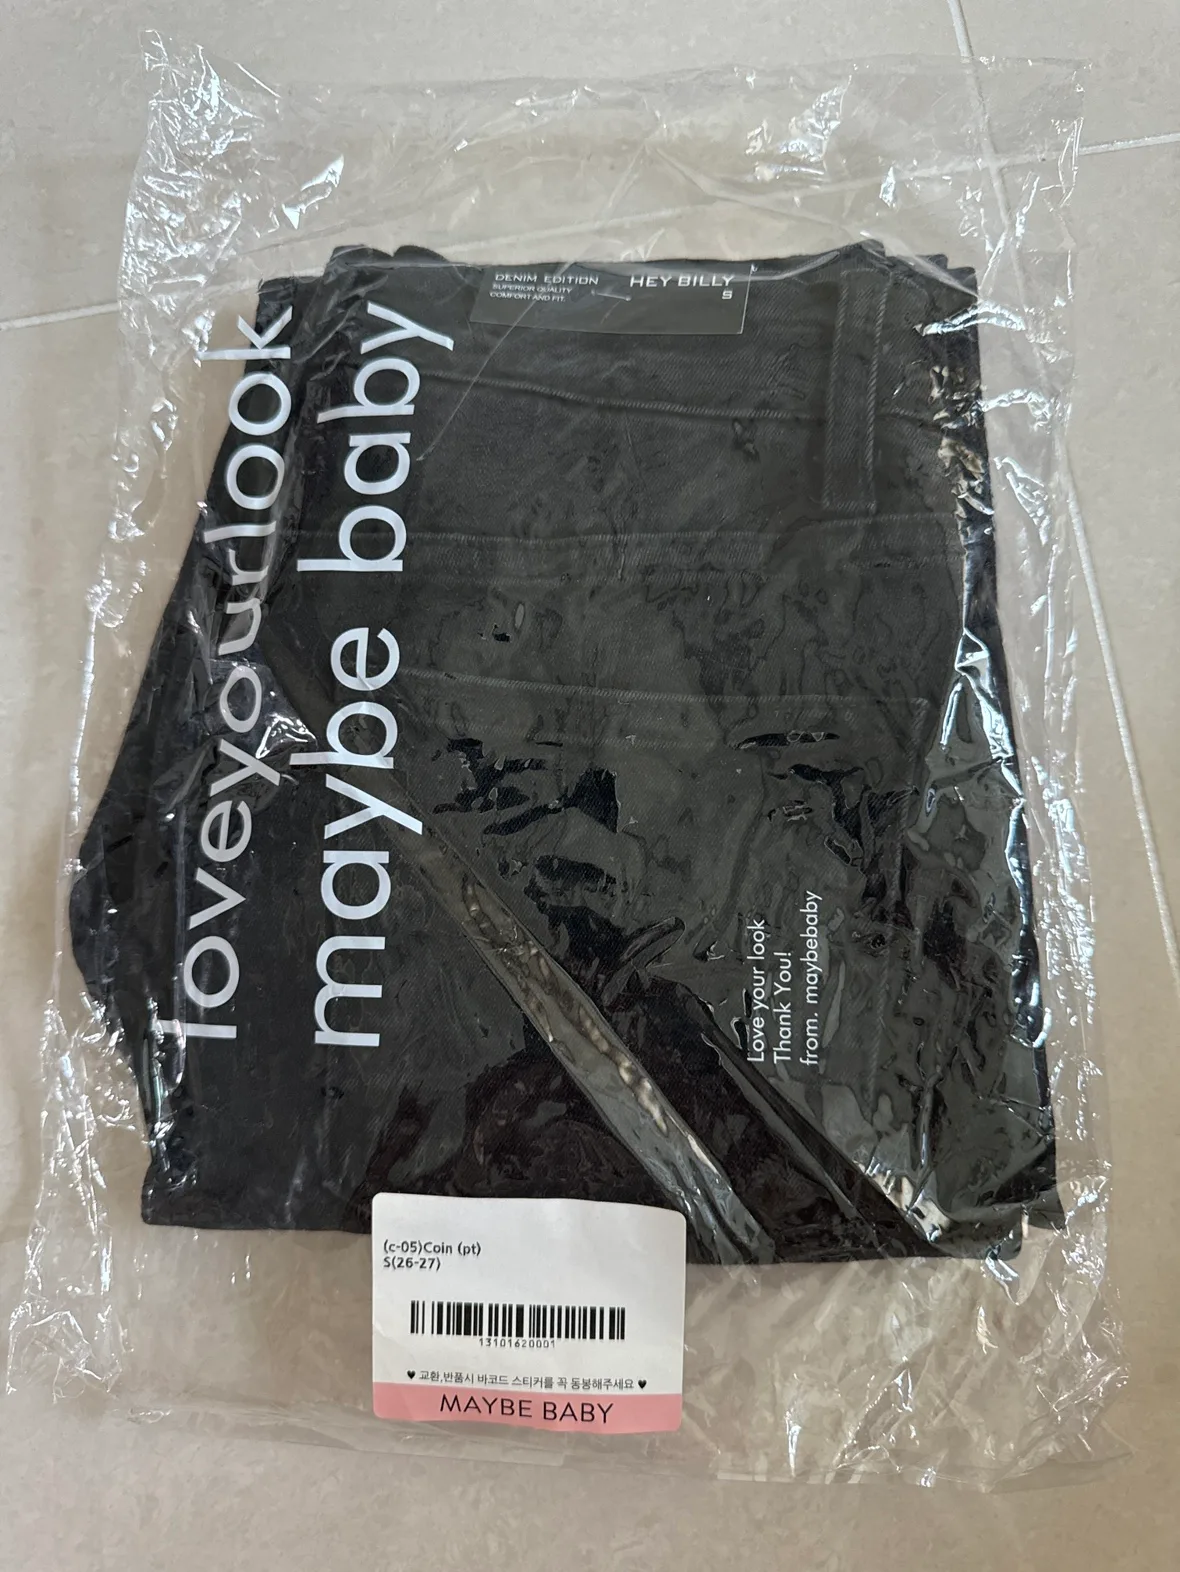 DENIM EDITION
SUPERIOR QUALITY
COMFORT AND FIT.
HEY BILLY
S
loveyourlook
maybe baby
Love your look
Thank You!
from. maybebaby
(c-05)Coin (pt)
S(26-27)
13101620001
♥ 교환,반품시 바코드 스티커를 꼭 동봉해주세요 ♥
MAYBE BABY